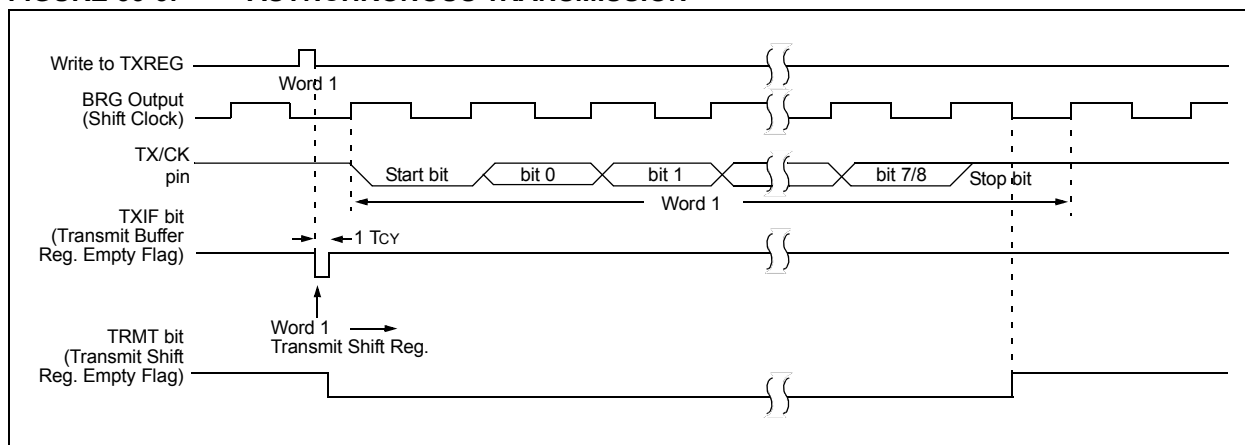 Write to TXREG
Word 1
BRG Output
(Shift Clock)
TX/CK
pin
Start bit
bit 0
bit 1
bit 7/8
Stop bit
Word 1
TXIF bit
(Transmit Buffer
Reg. Empty Flag)
1 TCY
Word 1
Transmit Shift Reg.
TRMT bit
(Transmit Shift
Reg. Empty Flag)